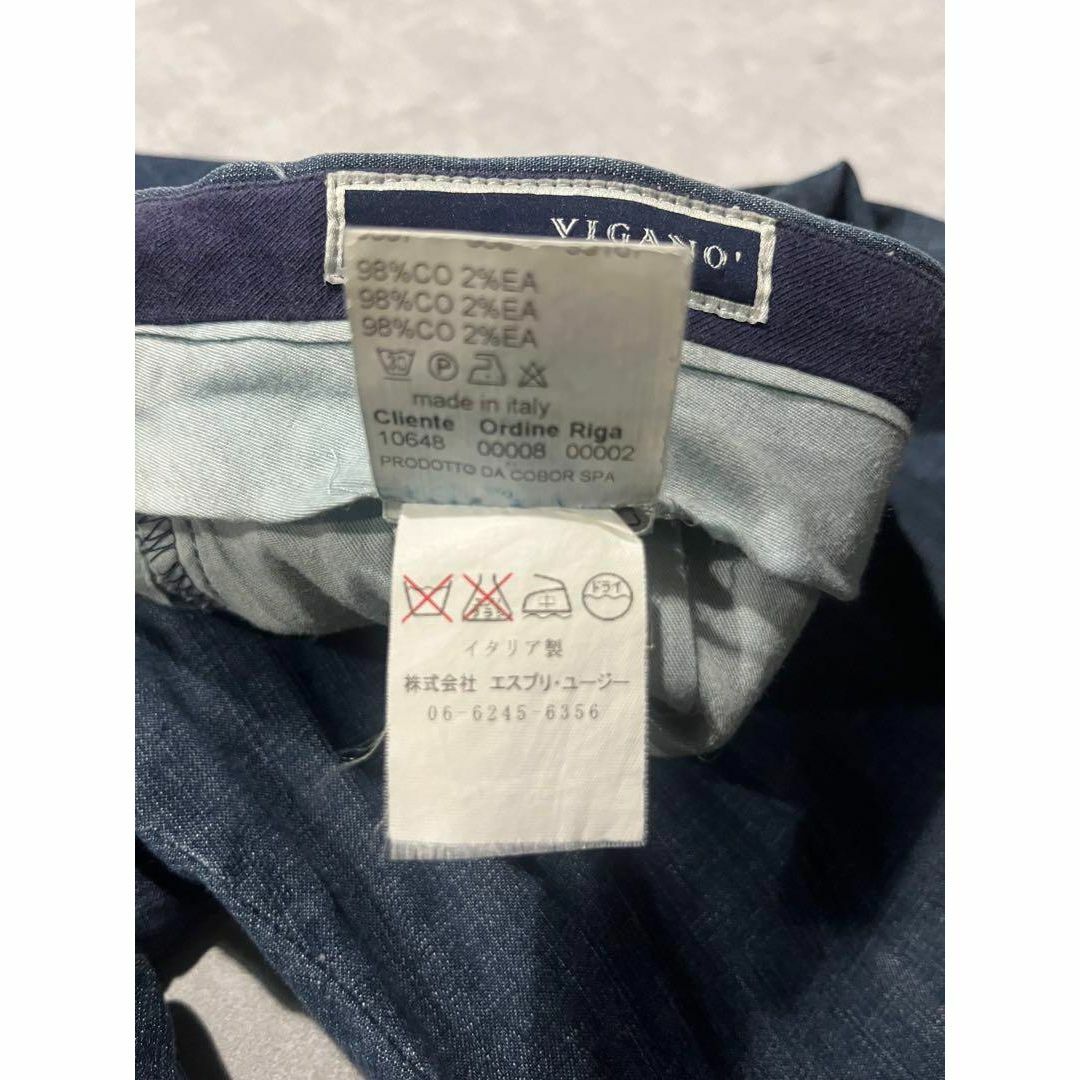 VIGANO'
98%CO 2%EA
98%CO 2%EA
98%CO 2%EA
30 P
made in italy
Cliente Ordine Riga
10648 00008 00002
PRODOTTO DA COBOR SPA
中 ドライ
イタリア製
株式会社 エスプリ・ユージー
06-6245-6356